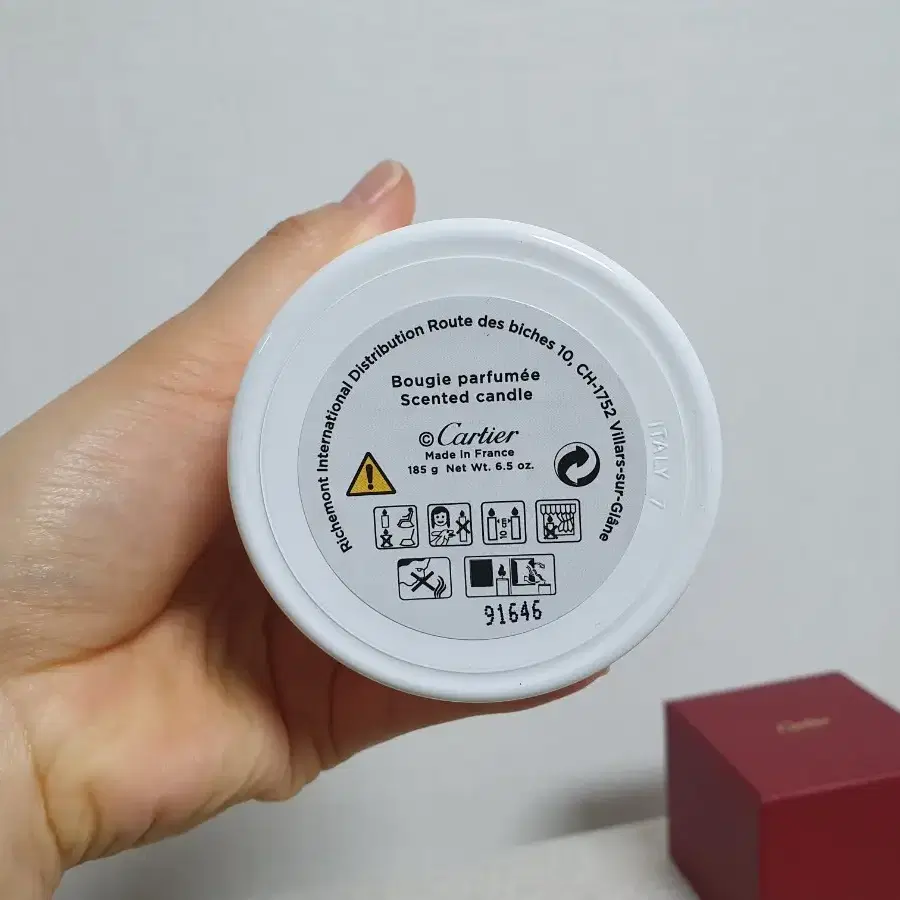 Richemont International Distribution Route des biches 10, CH-1752 Villars-sur-Glâne
Bougie parfumée
Scented candle
© Cartier
Made in France
185 g Net Wt. 6.5 oz.
91646
ITALY 7
Cartier